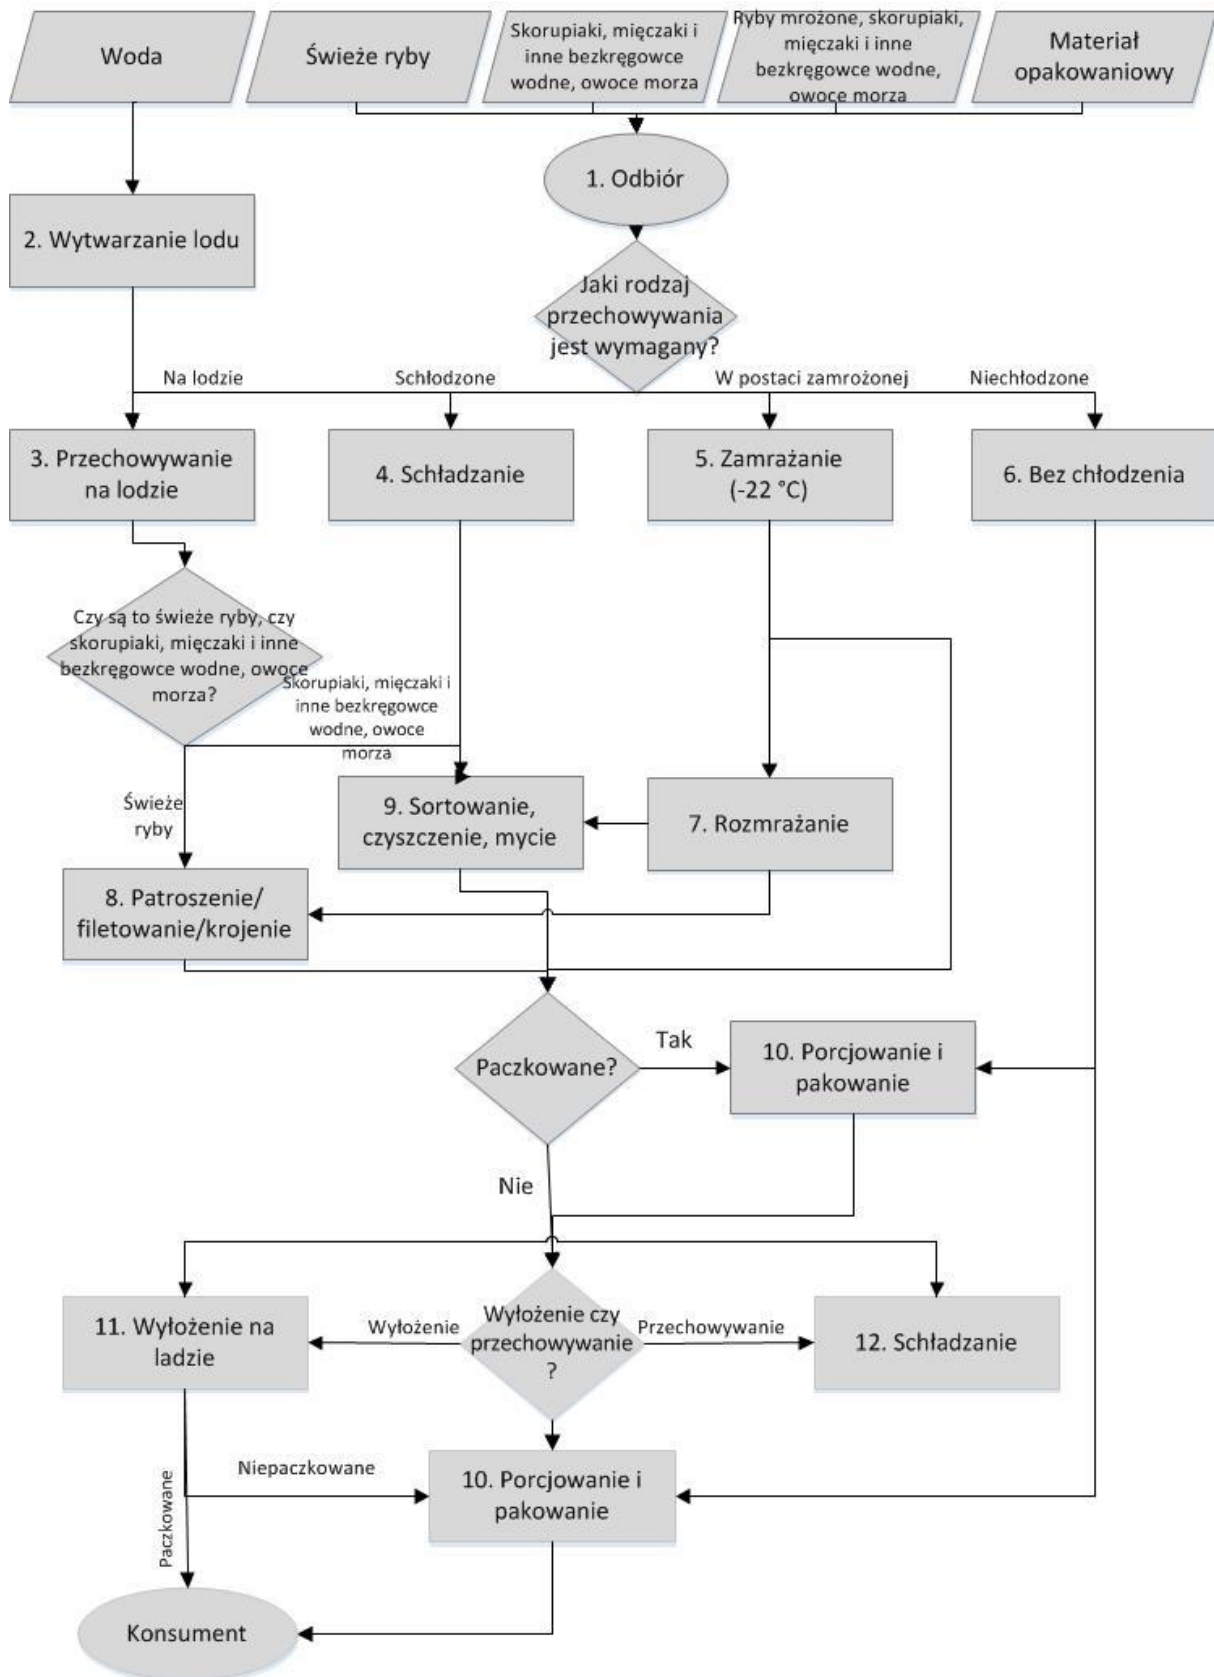 Woda
Świeże ryby
Skorupiaki, mięczaki i
inne bezkręgowce
wodne, owoce morza
Ryby mrożone, skorupiaki,
mięczaki i inne
bezkręgowce wodne,
owoce morza
Materiał
opakowaniowy
1. Odbiór
2. Wytwarzanie lodu
Jaki rodzaj
przechowywania
jest wymagany?
Na lodzie
Schłodzone
W postaci zamrożonej
Niechłodzone
3. Przechowywanie
na lodzie
4. Schładzanie
5. Zamrażanie
(-22 °C)
6. Bez chłodzenia
Czy są to świeże ryby, czy
skorupiaki, mięczaki i inne
bezkręgowce wodne, owoce
morza?
Skorupiaki, mięczaki i
inne bezkręgowce
wodne, owoce
morza
Świeże
ryby
9. Sortowanie,
czyszczenie, mycie
7. Rozmrażanie
8. Patroszenie/
filetowanie/krojenie
Paczkowane?
Tak
10. Porcjowanie i
pakowanie
Nie
11. Wyłożenie na
ladzie
Wyłożenie
Wyłożenie czy
przechowywanie
?
Przechowywanie
12. Schładzanie
Niepaczkowane
Paczkowane
10. Porcjowanie i
pakowanie
Konsument